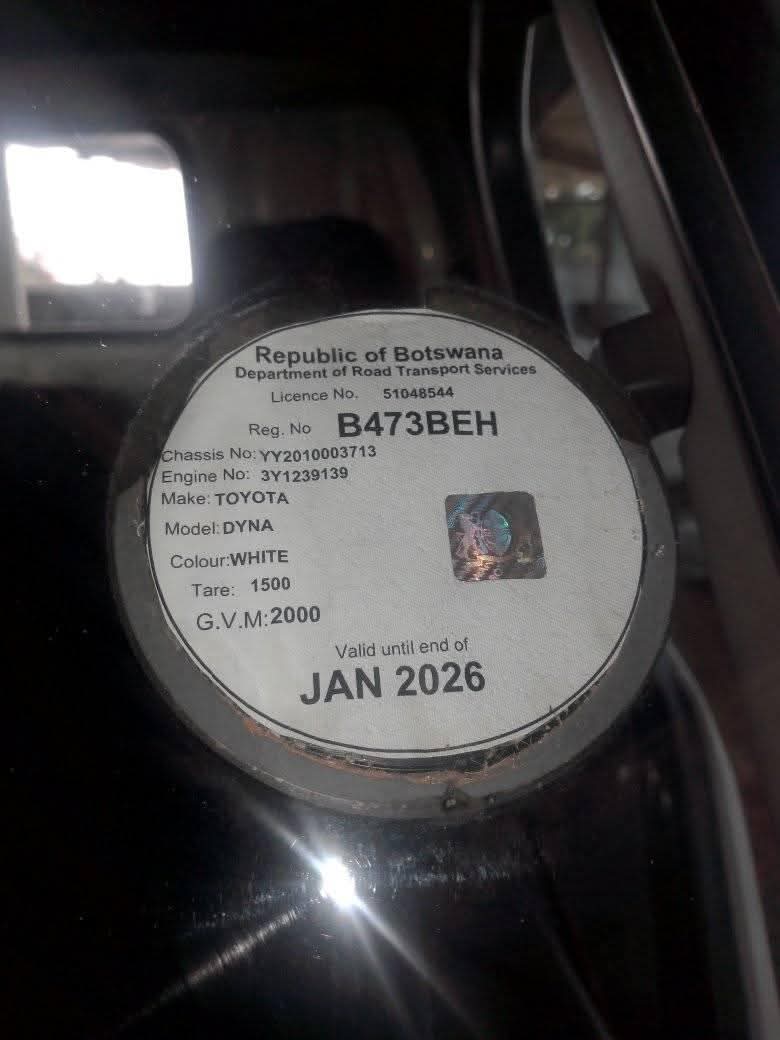 Republic of Botswana
Department of Road Transport Services
Licence No. 51048544
Reg. No B473BEH
Chassis No: YY2010003713
Engine No: 3Y1239139
Make: TOYOTA
Model: DYNA
Colour: WHITE
Tare: 1500
G.V.M: 2000
Valid until end of
JAN 2026